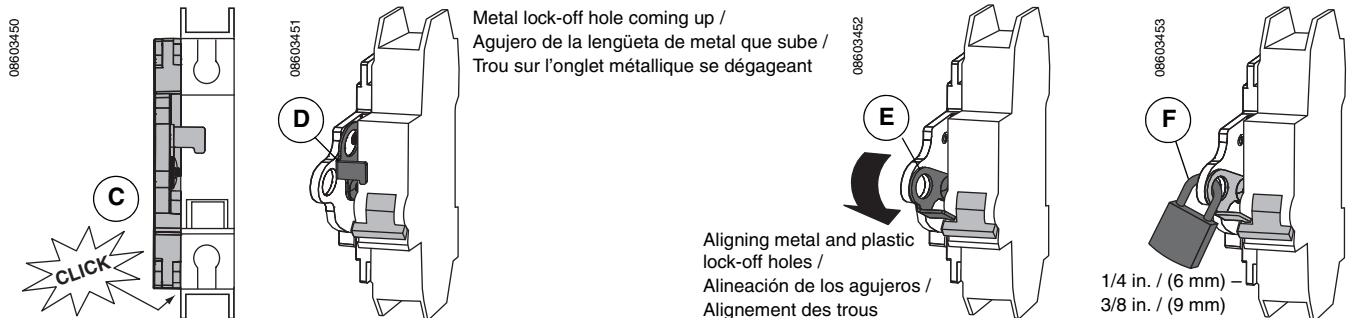 08603450
C
CLICK
08603451
D
Metal lock-off hole coming up /
Agujero de la lengüeta de metal que sube /
Trou sur l'onglet métallique se dégageant
08603452
E
Aligning metal and plastic
lock-off holes /
Alineación de los agujeros /
Alignement des trous
08603453
F
1/4 in. / (6 mm) –
3/8 in. / (9 mm)